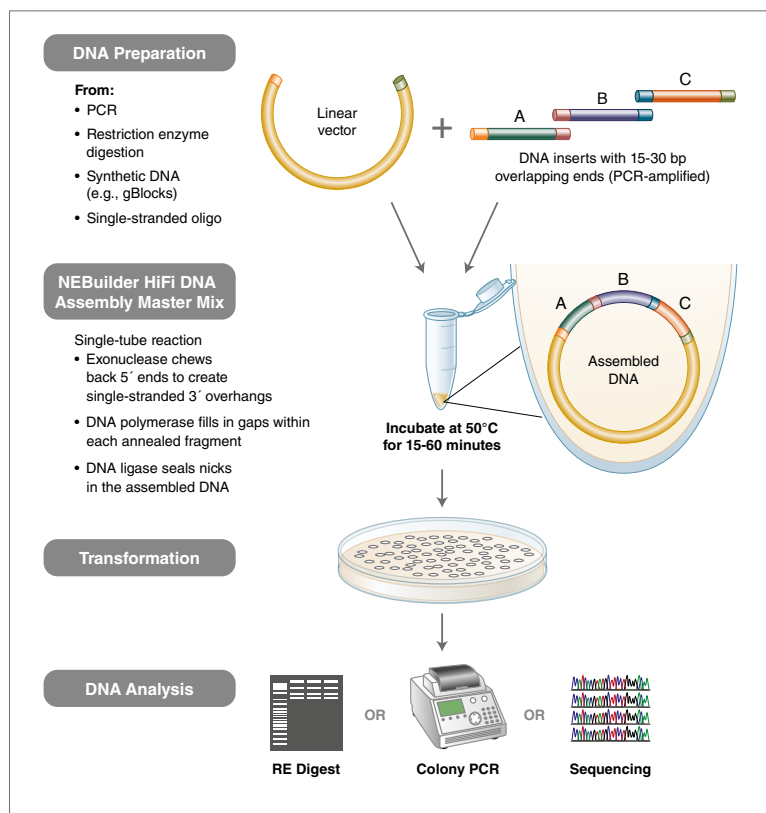 DNA Preparation
From:
• PCR
• Restriction enzyme
digestion
• Synthetic DNA
(e.g., gBlocks)
• Single-stranded oligo
Linear
vector
+
A
B
C
DNA inserts with 15-30 bp
overlapping ends (PCR-amplified)
NEBuilder HiFi DNA
Assembly Master Mix
Single-tube reaction
• Exonuclease chews
back 5´ ends to create
single-stranded 3´ overhangs
• DNA polymerase fills in gaps within
each annealed fragment
• DNA ligase seals nicks
in the assembled DNA
Incubate at 50°C
for 15-60 minutes
A
B
C
Assembled
DNA
Transformation
DNA Analysis
RE Digest
OR
Colony PCR
OR
Sequencing